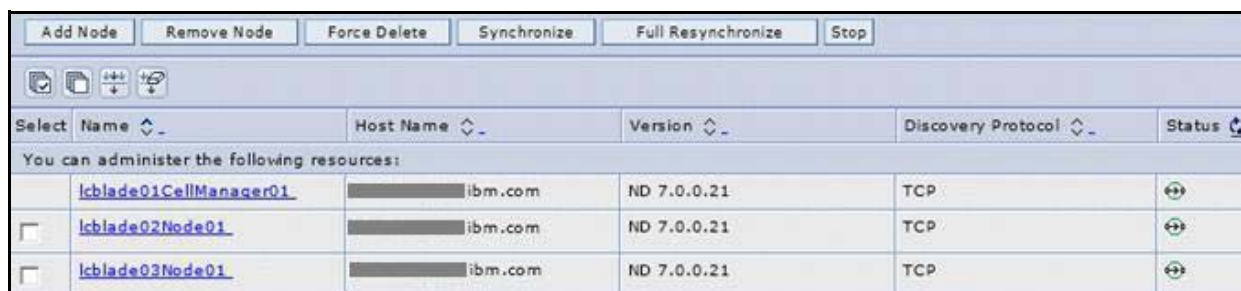 Add Node Remove Node Force Delete Synchronize Full Resynchronize Stop
Select Name Host Name Version Discovery Protocol Status
You can administer the following resources:
lcblade01CellManager01 ibm.com ND 7.0.0.21 TCP
lcblade02Node01 ibm.com ND 7.0.0.21 TCP
lcblade03Node01 ibm.com ND 7.0.0.21 TCP